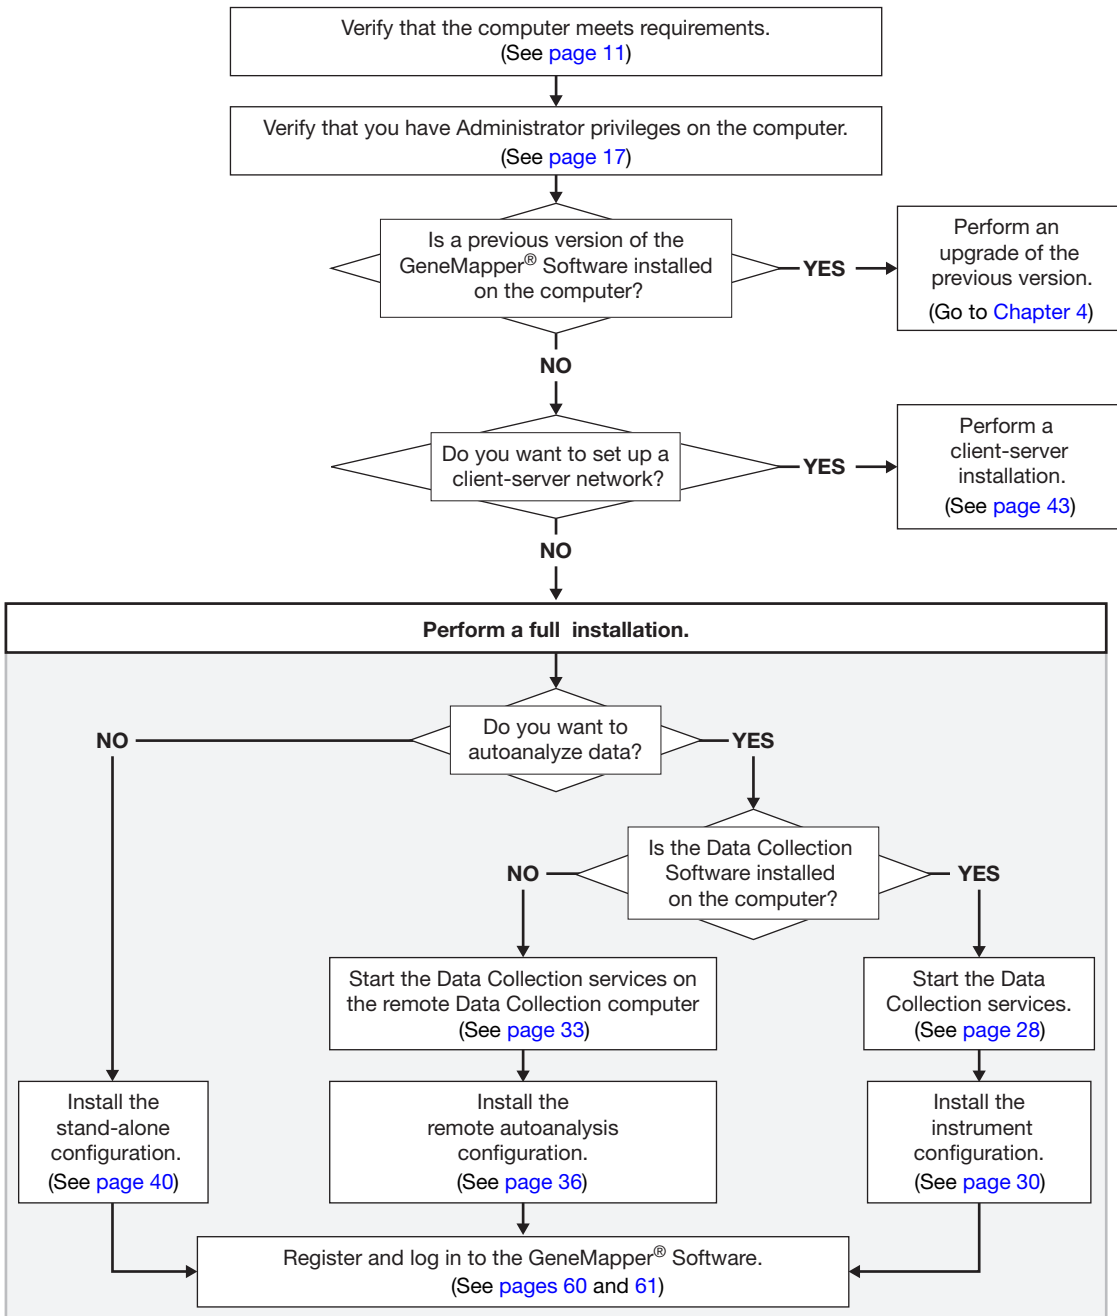 Verify that the computer meets requirements.
(See page 11)
Verify that you have Administrator privileges on the computer.
(See page 17)
Is a previous version of the
GeneMapper® Software installed
on the computer?
YES
Perform an
upgrade of the
previous version.
(Go to Chapter 4)
NO
Do you want to set up a
client-server network?
YES
Perform a
client-server
installation.
(See page 43)
NO
Perform a full installation.
Do you want to
autoanalyze data?
NO
YES
Is the Data Collection
Software installed
on the computer?
NO
YES
Start the Data Collection services on
the remote Data Collection computer
(See page 33)
Start the Data
Collection services.
(See page 28)
Install the
stand-alone
configuration.
(See page 40)
Install the
remote autoanalysis
configuration.
(See page 36)
Install the
instrument
configuration.
(See page 30)
Register and log in to the GeneMapper® Software.
(See pages 60 and 61)